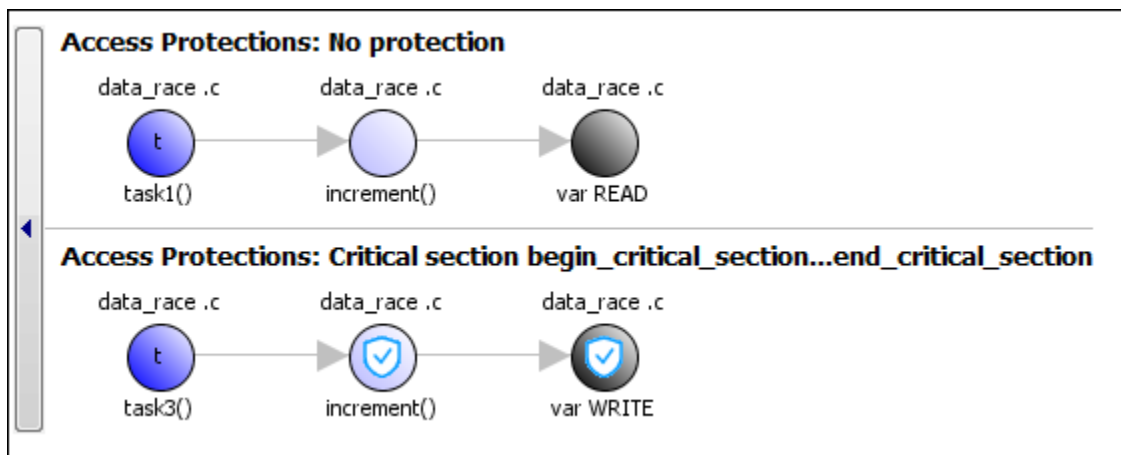 Access Protections: No protection
data_race .c data_race .c data_race .c
t
task1() increment() var READ
Access Protections: Critical section begin_critical_section...end_critical_section
data_race .c data_race .c data_race .c
t
task3() increment() var WRITE